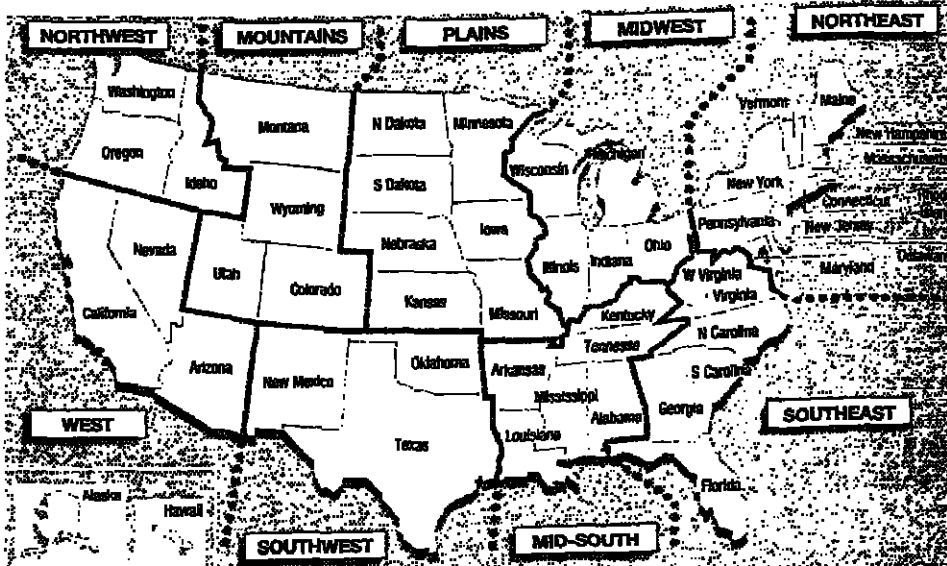 NORTHWEST
MOUNTAINS
PLAINS
MIDWEST
NORTHEAST
Washington
Montana
N Dakota
Minnesota
Vermont
Maine
Oregon
Idaho
Wyoming
S Dakota
Wisconsin
Michigan
New Hampshire
Massachuset
New York
Connecticut
Nevada
Utah
Colorado
Nebraska
Iowa
Illinois
Indiana
Ohio
Pennsylvania
New Jersey
Maryland
California
Kansas
Missouri
Kentucky
W Virginia
Virginia
Arizona
New Mexico
Oklahoma
Arkansas
Tennesse
N Carolina
S Carolina
Texas
Louisiana
Mississippi
Alabama
Georgia
Florida
WEST
SOUTHEAST
Alaska
Hawaii
SOUTHWEST
MID-SOUTH